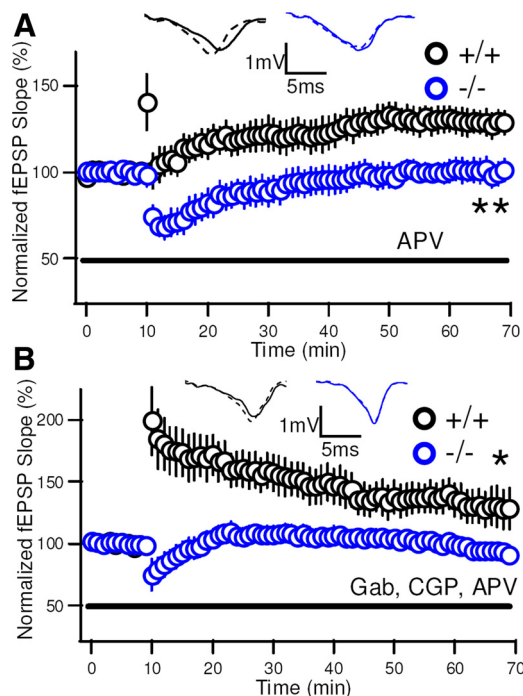 A
1mV
5ms
+/+
-/-
Normalized fEPSP Slope (%)
150
100
50
**
APV
0 10 20 30 40 50 60 70
Time (min)
B
1mV
5ms
+/+
-/-
*
Normalized fEPSP Slope (%)
200
150
100
50
Gab, CGP, APV
0 10 20 30 40 50 60 70
Time (min)